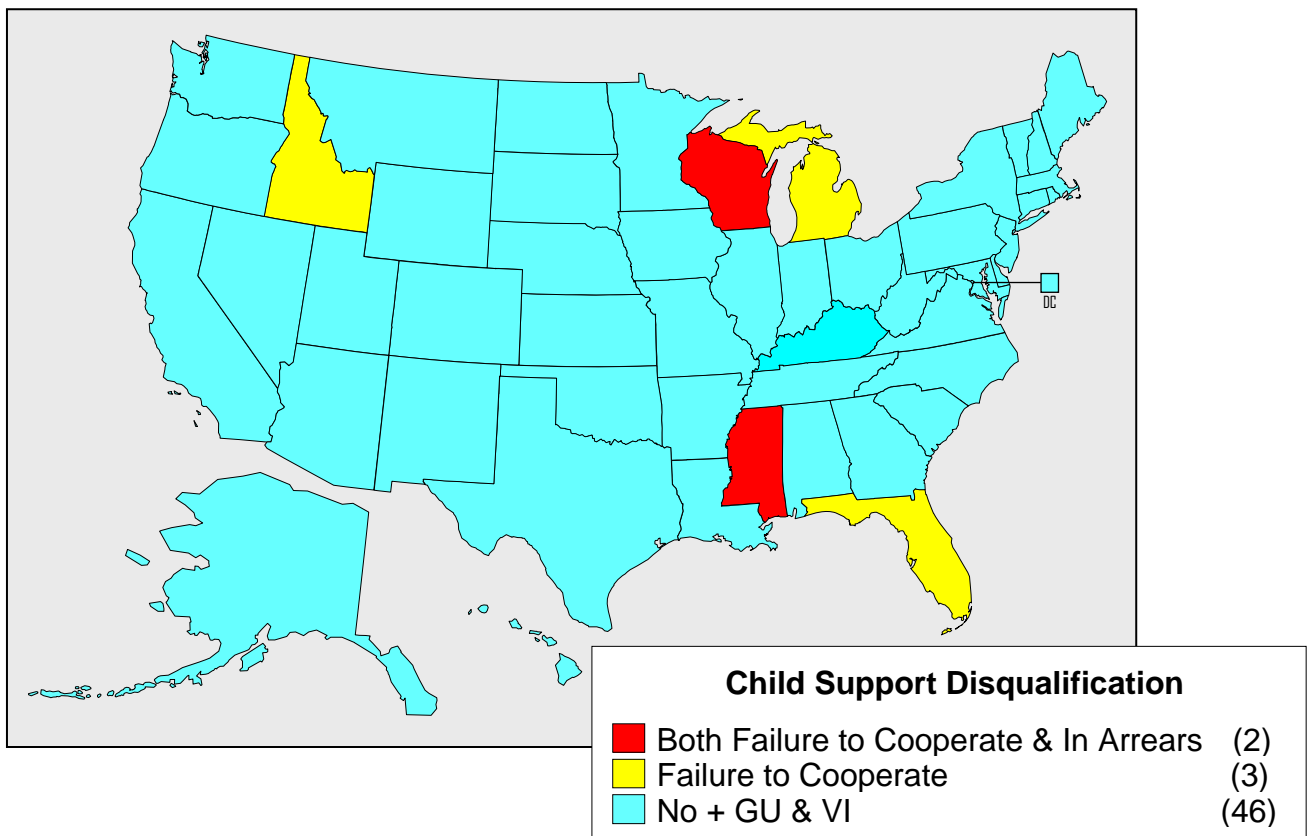 DC
Child Support Disqualification
Both Failure to Cooperate & In Arrears (2)
Failure to Cooperate (3)
No + GU & VI (46)